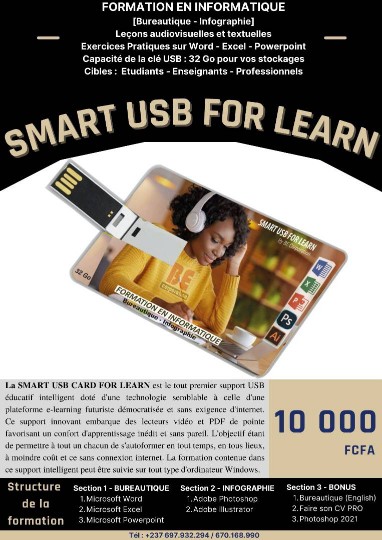 FORMATION EN INFORMATIQUE
[Bureautique - Infographie]
Leçons audiovisuelles et textuelles
Exercices Pratiques sur Word - Excel - Powerpoint
Capacité de la clé USB : 32 Go pour vos stockages
Cibles : Etudiants - Enseignants - Professionnels
SMART USB FOR LEARN
SMART USB FOR LEARN
32 Go
BE
FORMATION EN INFORMATIQUE
Bureautique - Infographie
Ps
Ai
La SMART USB CARD FOR LEARN est le tout premier support USB
éducatif intelligent doté d'une technologie semblable à celle d'une
plateforme e-learning futuriste démocratisée et sans exigence d'internet.
Ce support innovant embarque des lecteurs vidéo et PDF de pointe
favorisant un confort d'apprentissage inédit et sans pareil. L'objectif étant
de permettre à tout un chacun de s'autoformer en tout temps, en tous lieux,
à moindre coût et ce sans connexion internet. La formation contenue dans
ce support intelligent peut être suivie sur tout type d'ordinateur Windows.
10 000
FCFA
Structure
de la
formation
Section 1 - BUREAUTIQUE
1.Microsoft Word
2.Microsoft Excel
3.Microsoft Powerpoint
Section 2 - INFOGRAPHIE
1.Adobe Photoshop
2.Adobe Illustrator
Section 3 - BONUS
1.Bureautique (English)
2.Faire son CV PRO
3.Photoshop 2021
Tél : +237 697.932.294 / 670.168.990